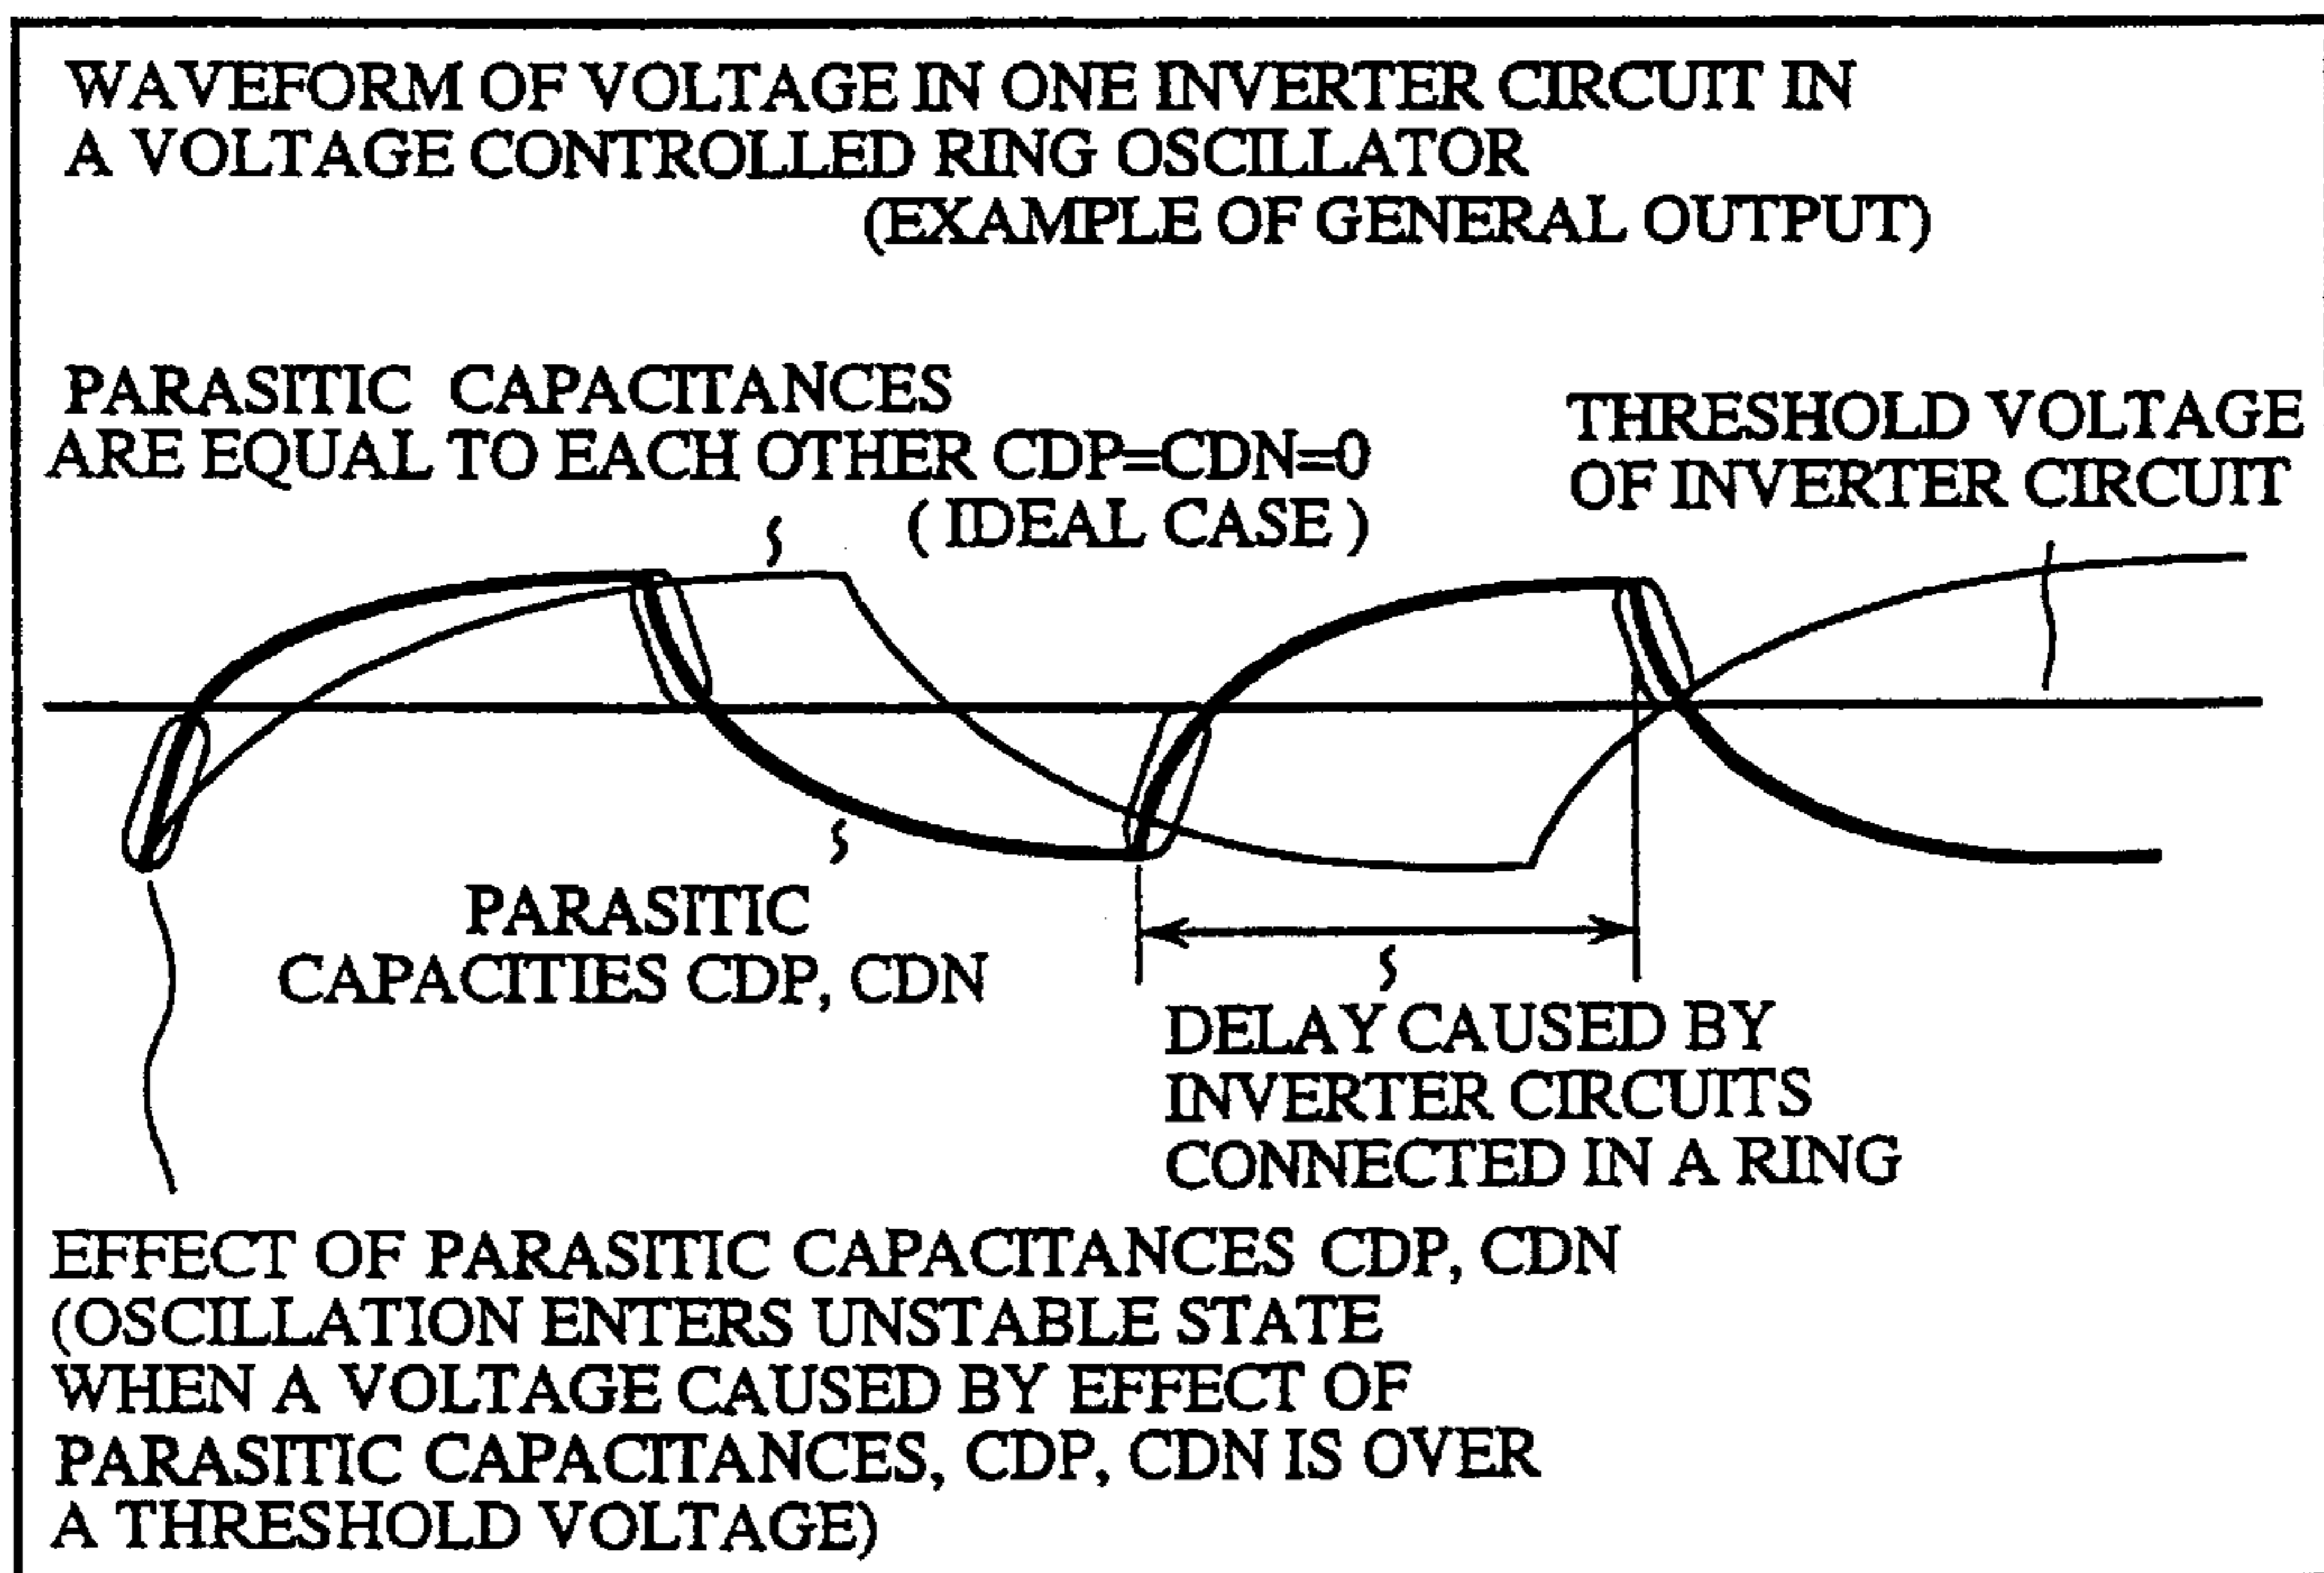 WAVEFORM OF VOLTAGE IN ONE INVERTER CIRCUIT IN
A VOLTAGE CONTROLLED RING OSCILLATOR
(EXAMPLE OF GENERAL OUTPUT)
PARASITIC CAPACITANCES
ARE EQUAL TO EACH OTHER CDP=CDN=0
( IDEAL CASE )
THRESHOLD VOLTAGE
OF INVERTER CIRCUIT
PARASITIC
CAPACITIES CDP, CDN
DELAY CAUSED BY
INVERTER CIRCUITS
CONNECTED IN A RING
EFFECT OF PARASITIC CAPACITANCES CDP, CDN
(OSCILLATION ENTERS UNSTABLE STATE
WHEN A VOLTAGE CAUSED BY EFFECT OF
PARASITIC CAPACITANCES, CDP, CDN IS OVER
A THRESHOLD VOLTAGE)